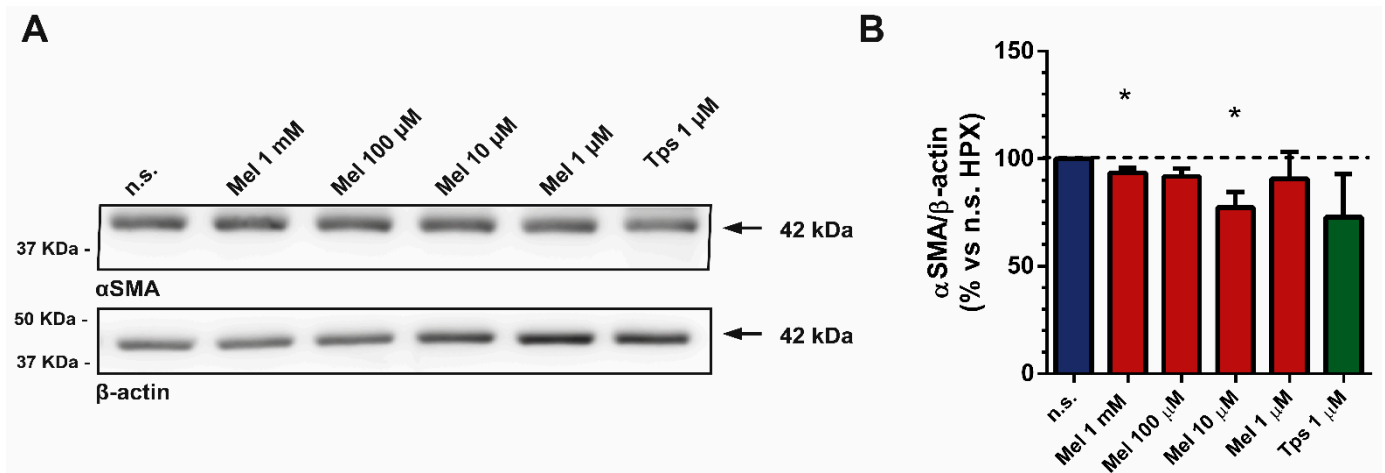 A
n.s.
Mel 1 mM
Mel 100 µM
Mel 10 µM
Mel 1 µM
Tps 1 µM
37 KDa -
42 kDa
αSMA
50 KDa -
42 kDa
37 KDa -
β-actin
B
αSMA/β-actin
(% vs n.s. HPX)
150
100
50
0
*
*
n.s.
Mel 1 mM
Mel 100 µM
Mel 10 µM
Mel 1 µM
Tps 1 µM